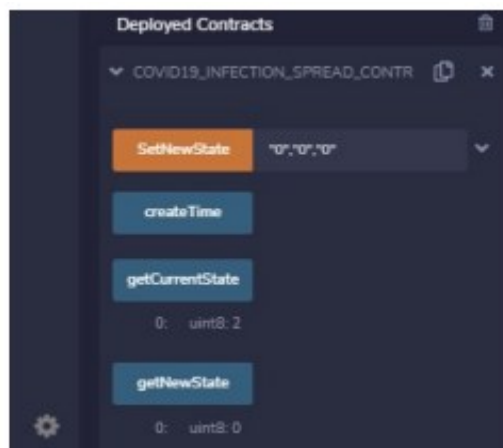 Deployed Contracts
COVID19_INFECTION_SPREAD_CONTR
SetNewState "0","0","0"
createTime
getCurrentState
0: uint8: 2
getNewState
0: uint8: 0